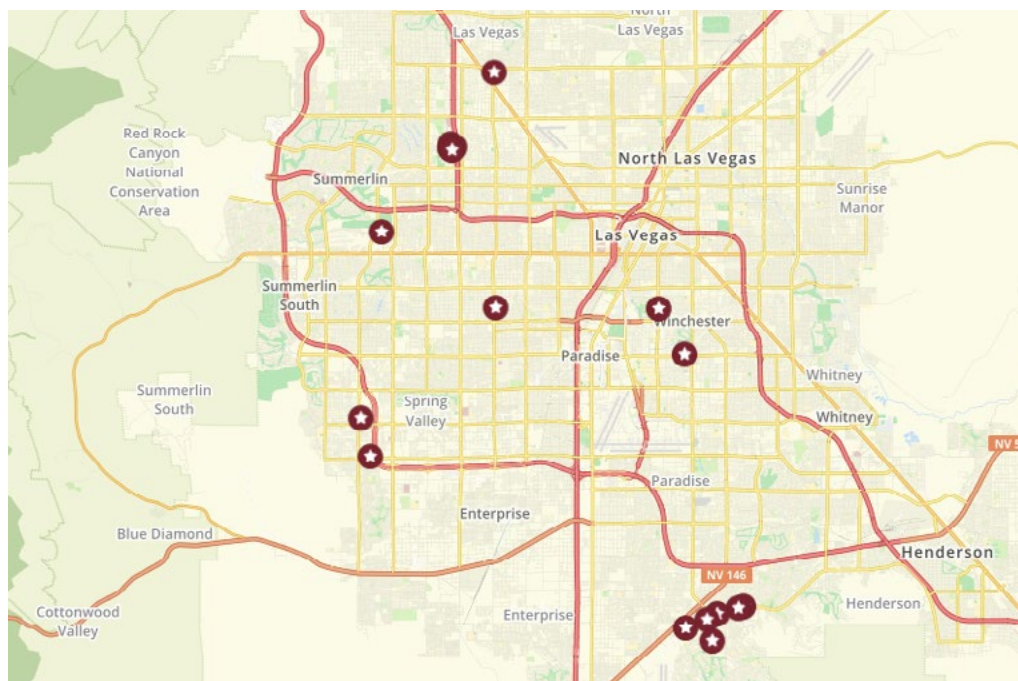 North
Las Vegas
Las Vegas
Red Rock
Canyon
National
Conservation
Area
North Las Vegas
Summerlin
Sunrise
Manor
Las Vegas
Summerlin
South
Winchester
Paradise
Whitney
Summerlin
South
Spring
Valley
Whitney
NV 5
Paradise
Enterprise
Blue Diamond
Henderson
NV 146
Cottonwood
Valley
Enterprise
Henderson